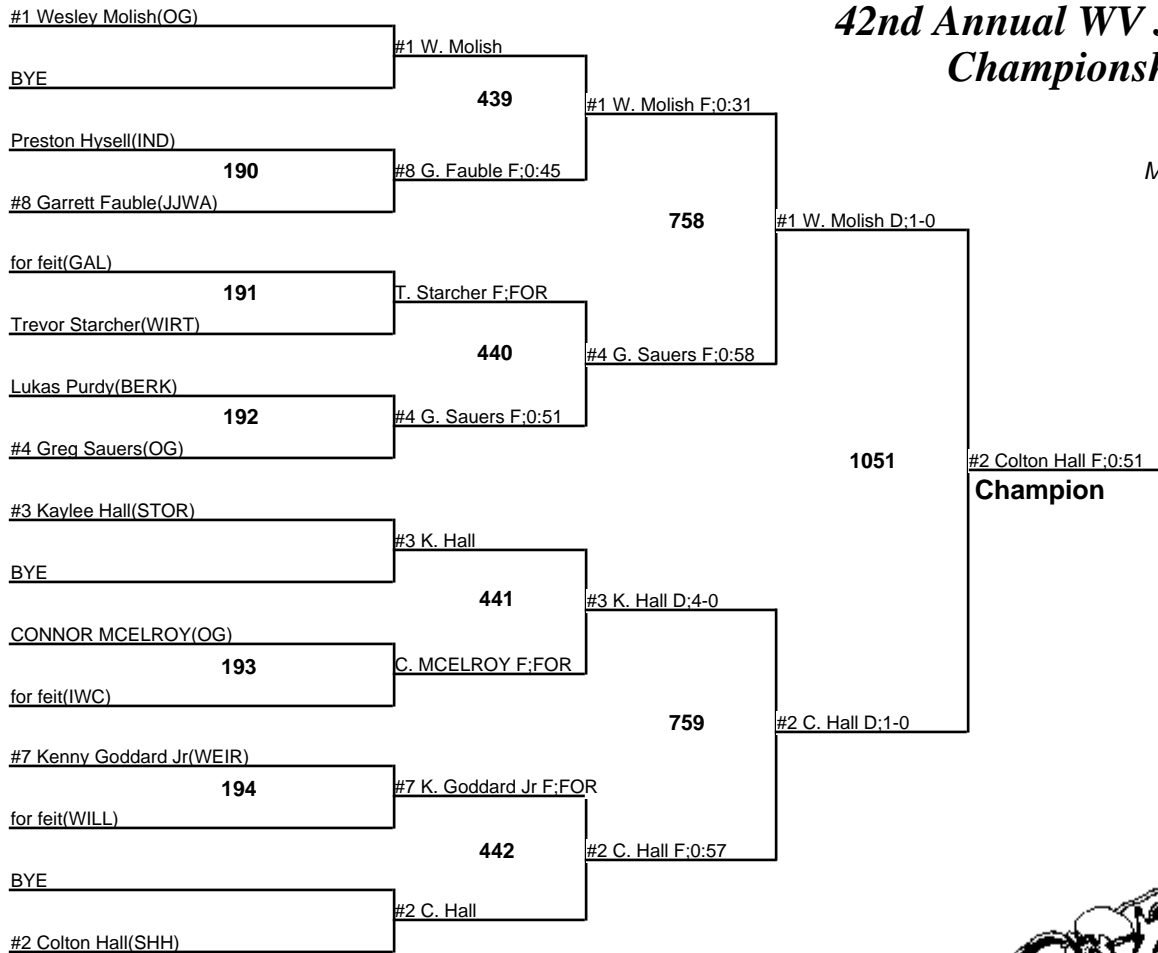 42nd Annual WV
Championsh
M
#1 Wesley Molish(OG)
BYE
Preston Hysell(IND)
190
#8 Garrett Fauble(JJWA)
for feit(GAL)
191
Trevor Starcher(WIRT)
Lukas Purdy(BERK)
192
#4 Greg Sauers(OG)
#3 Kaylee Hall(STOR)
BYE
CONNOR MCELROY(OG)
193
for feit(IWC)
#7 Kenny Goddard Jr(WEIR)
194
for feit(WILL)
BYE
#2 Colton Hall(SHH)
#1 W. Molish
439
#8 G. Fauble F;0:45
T. Starcher F;FOR
440
#4 G. Sauers F;0:51
#3 K. Hall
441
C. MCELROY F;FOR
#7 K. Goddard Jr F;FOR
442
#2 C. Hall
#1 W. Molish F;0:31
758
#4 G. Sauers F;0:58
#3 K. Hall D;4-0
759
#2 C. Hall F;0:57
#1 W. Molish D;1-0
1051
#2 C. Hall D;1-0
#2 Colton Hall F;0:51
Champion